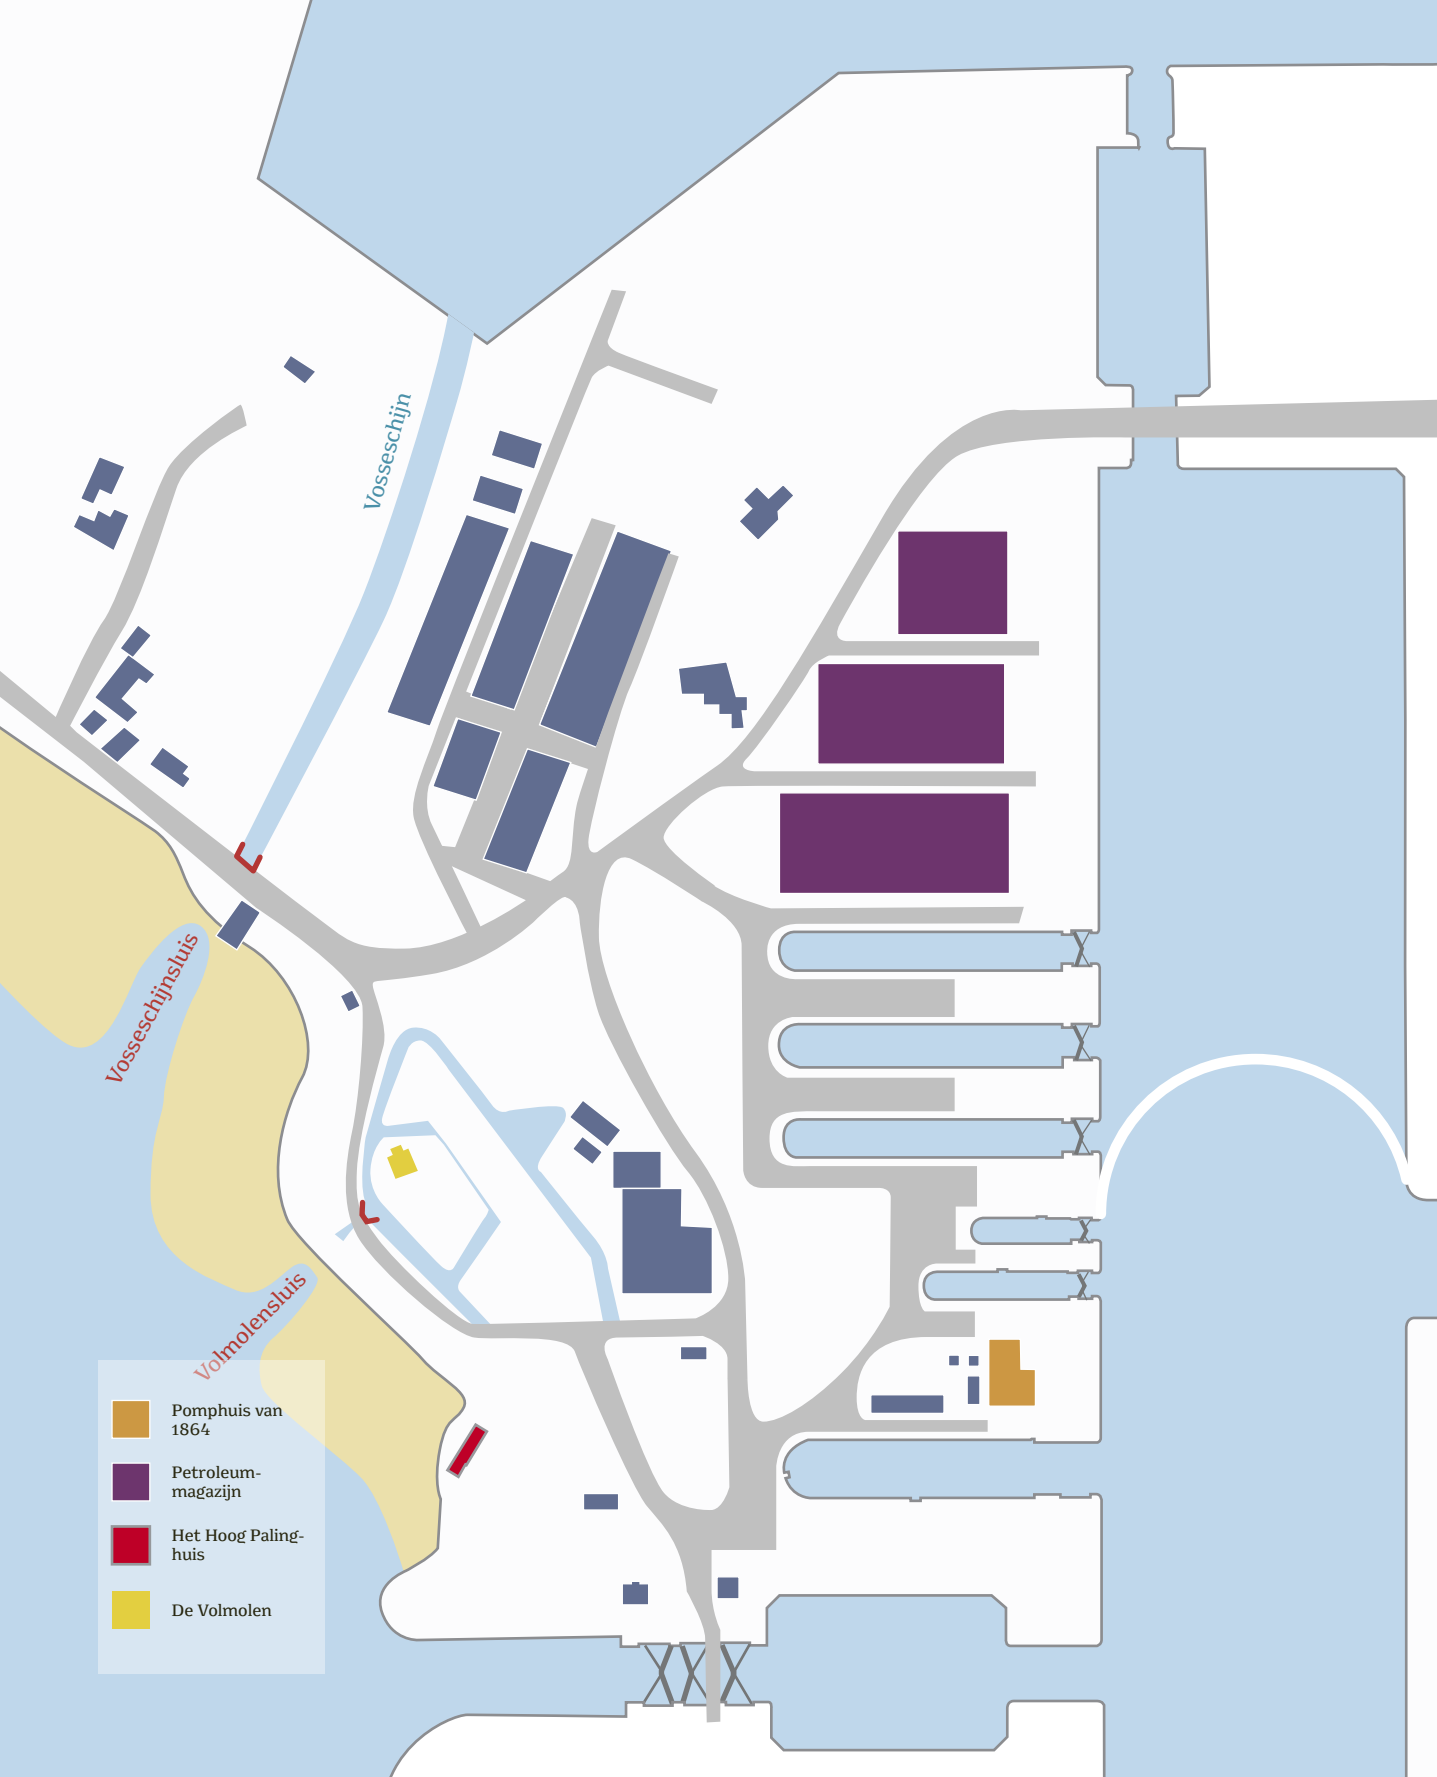 Vosseschijn
Vosseschijnsluis
Volmolensluis
Pomphuis van
1864
Petroleum-
magazijn
Het Hoog Paling-
huis
De Volmolen